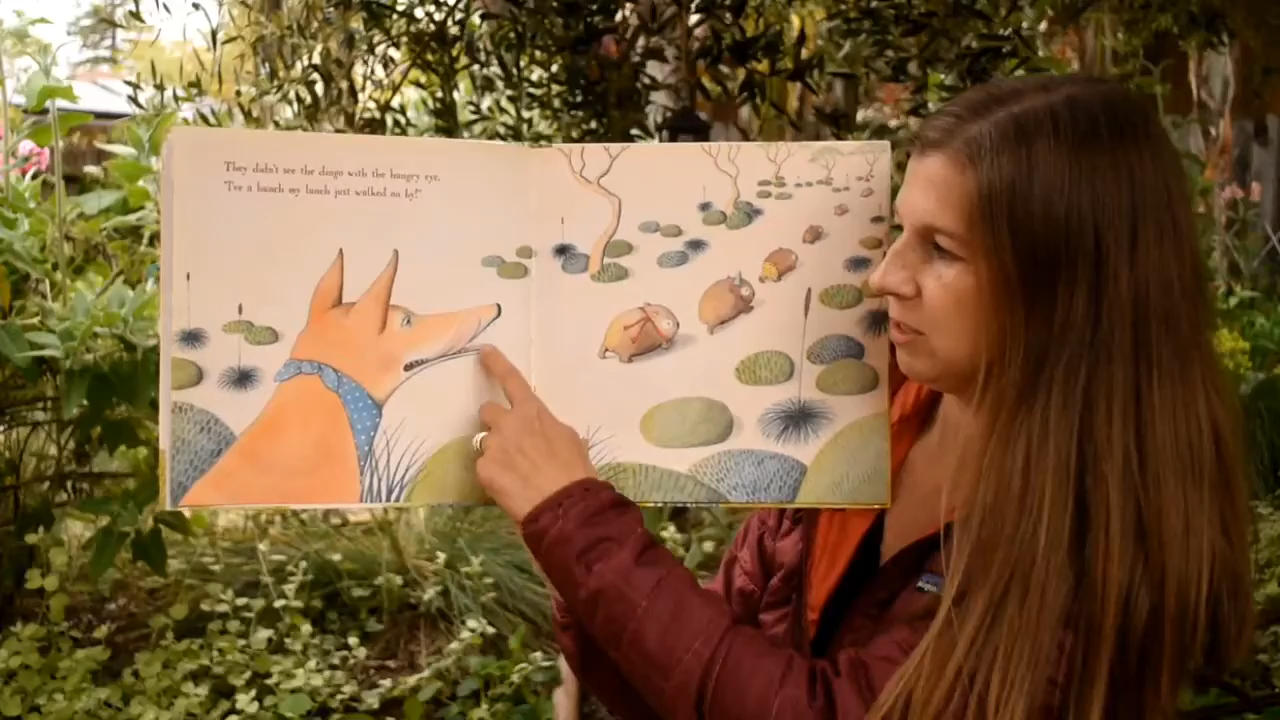 They didn't see the dingo with the hungry eye.
"I've a hunch my lunch just walked on by!"